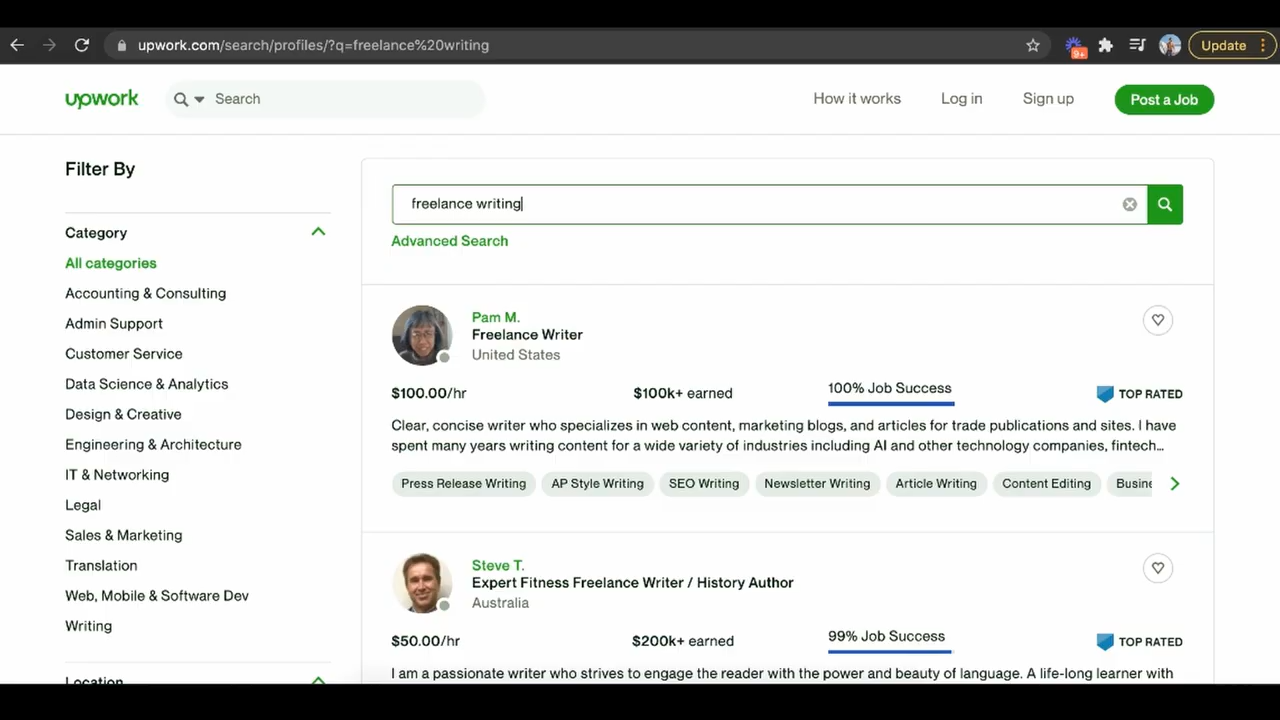 upwork.com/search/profiles/?q=freelance%20writing
9+
Update
upwork
Search
How it works
Log in
Sign up
Post a Job
Filter By
Category
All categories
Accounting & Consulting
Admin Support
Customer Service
Data Science & Analytics
Design & Creative
Engineering & Architecture
IT & Networking
Legal
Sales & Marketing
Translation
Web, Mobile & Software Dev
Writing
Location
freelance writing
Advanced Search
Pam M.
Freelance Writer
United States
$100.00/hr
$100k+ earned
100% Job Success
TOP RATED
Clear, concise writer who specializes in web content, marketing blogs, and articles for trade publications and sites. I have
spent many years writing content for a wide variety of industries including AI and other technology companies, fintech…
Press Release Writing
AP Style Writing
SEO Writing
Newsletter Writing
Article Writing
Content Editing
Busine
Steve T.
Expert Fitness Freelance Writer / History Author
Australia
$50.00/hr
$200k+ earned
99% Job Success
TOP RATED
I am a passionate writer who strives to engage the reader with the power and beauty of language. A life-long learner with